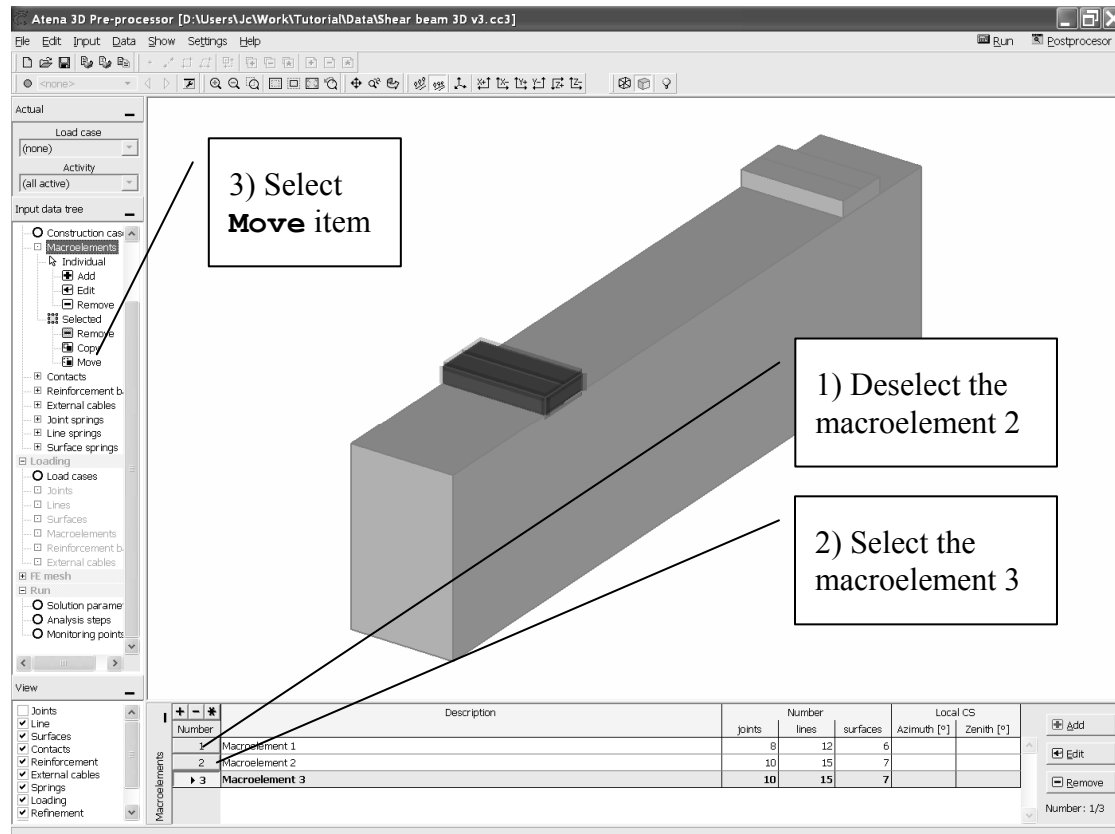 Atena 3D Pre-processor [D:\Users\Jc\Work\Tutorial\Data\Shear beam 3D v3.cc3]
File Edit Input Data Show Settings Help Run Postprocesor
<none>
Actual
Load case
(none)
Activity
(all active)
Input data tree
Construction case
Macroelements
Individual
Add
Edit
Remove
Selected
Remove
Copy
Move
Contacts
Reinforcement b
External cables
Joint springs
Line springs
Surface springs
Loading
Load cases
Joints
Lines
Surfaces
Macroelements
Reinforcement b
External cables
FE mesh
Run
Solution parame
Analysis steps
Monitoring points
3) Select
Move item
1) Deselect the
macroelement 2
2) Select the
macroelement 3
View
Joints
Line
Surfaces
Contacts
Reinforcement
External cables
Springs
Loading
Refinement
Macroelements
Number Description Number Local CS
joints lines surfaces Azimuth [º] Zenith [º]
1 Macroelement 1 8 12 6
2 Macroelement 2 10 15 7
3 Macroelement 3 10 15 7
Add
Edit
Remove
Number: 1/3